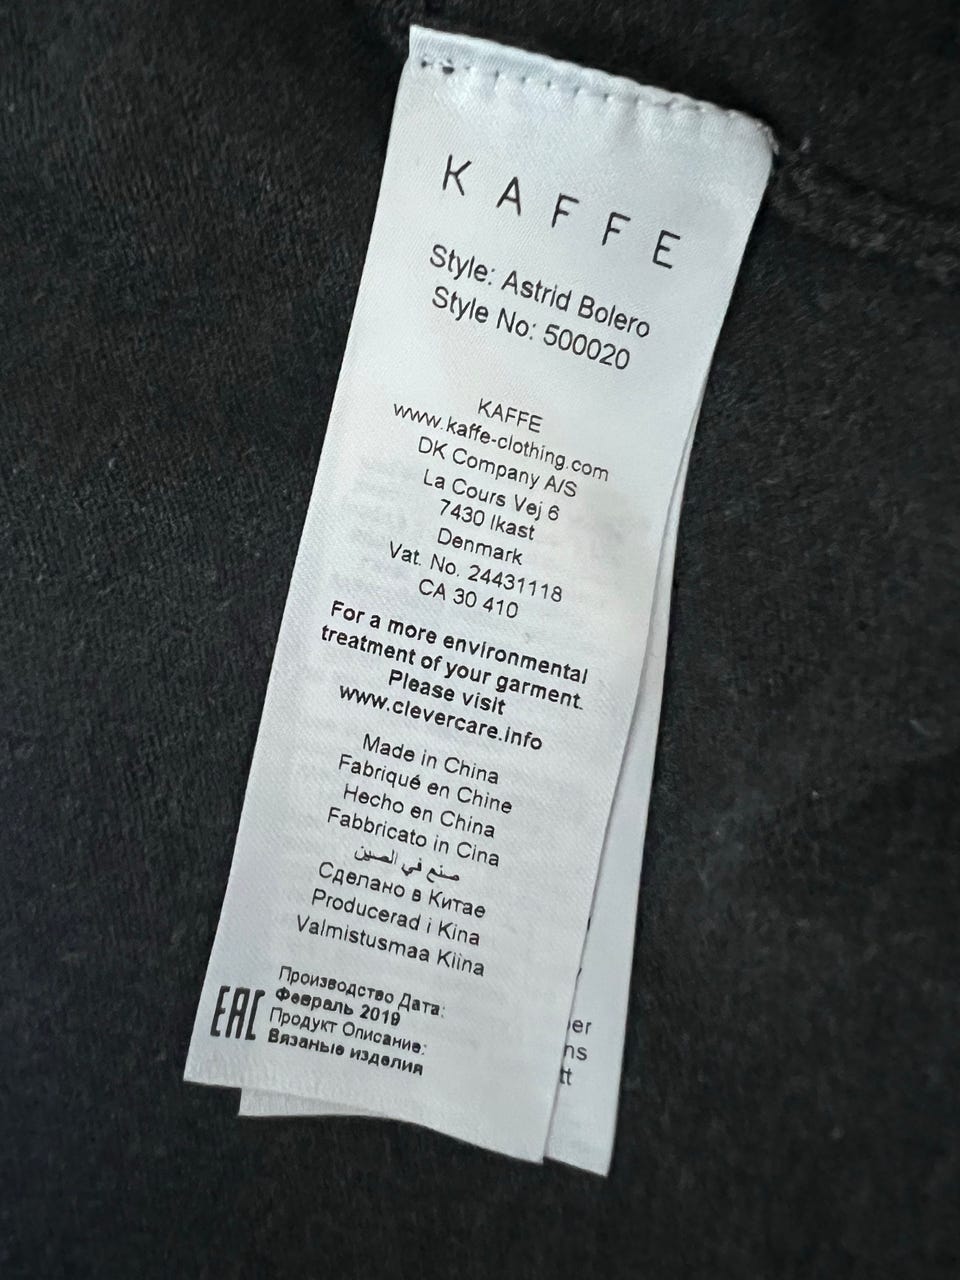 KAFFE
Style: Astrid Bolero
Style No: 500020
KAFFE
www.kaffe-clothing.com
DK Company A/S
La Cours Vej 6
7430 Ikast
Denmark
Vat. No. 24431118
CA 30 410
For a more environmental
treatment of your garment.
Please visit
www.clevercare.info
Made in China
Fabriqué en Chine
Hecho en China
Fabbricato in Cina
صنع في الصين
Сделано в Китае
Producerad i Kina
Valmistusmaa Kiina
EAC
Производство Дата:
Февраль 2019
Продукт Описание:
Вязаные изделия